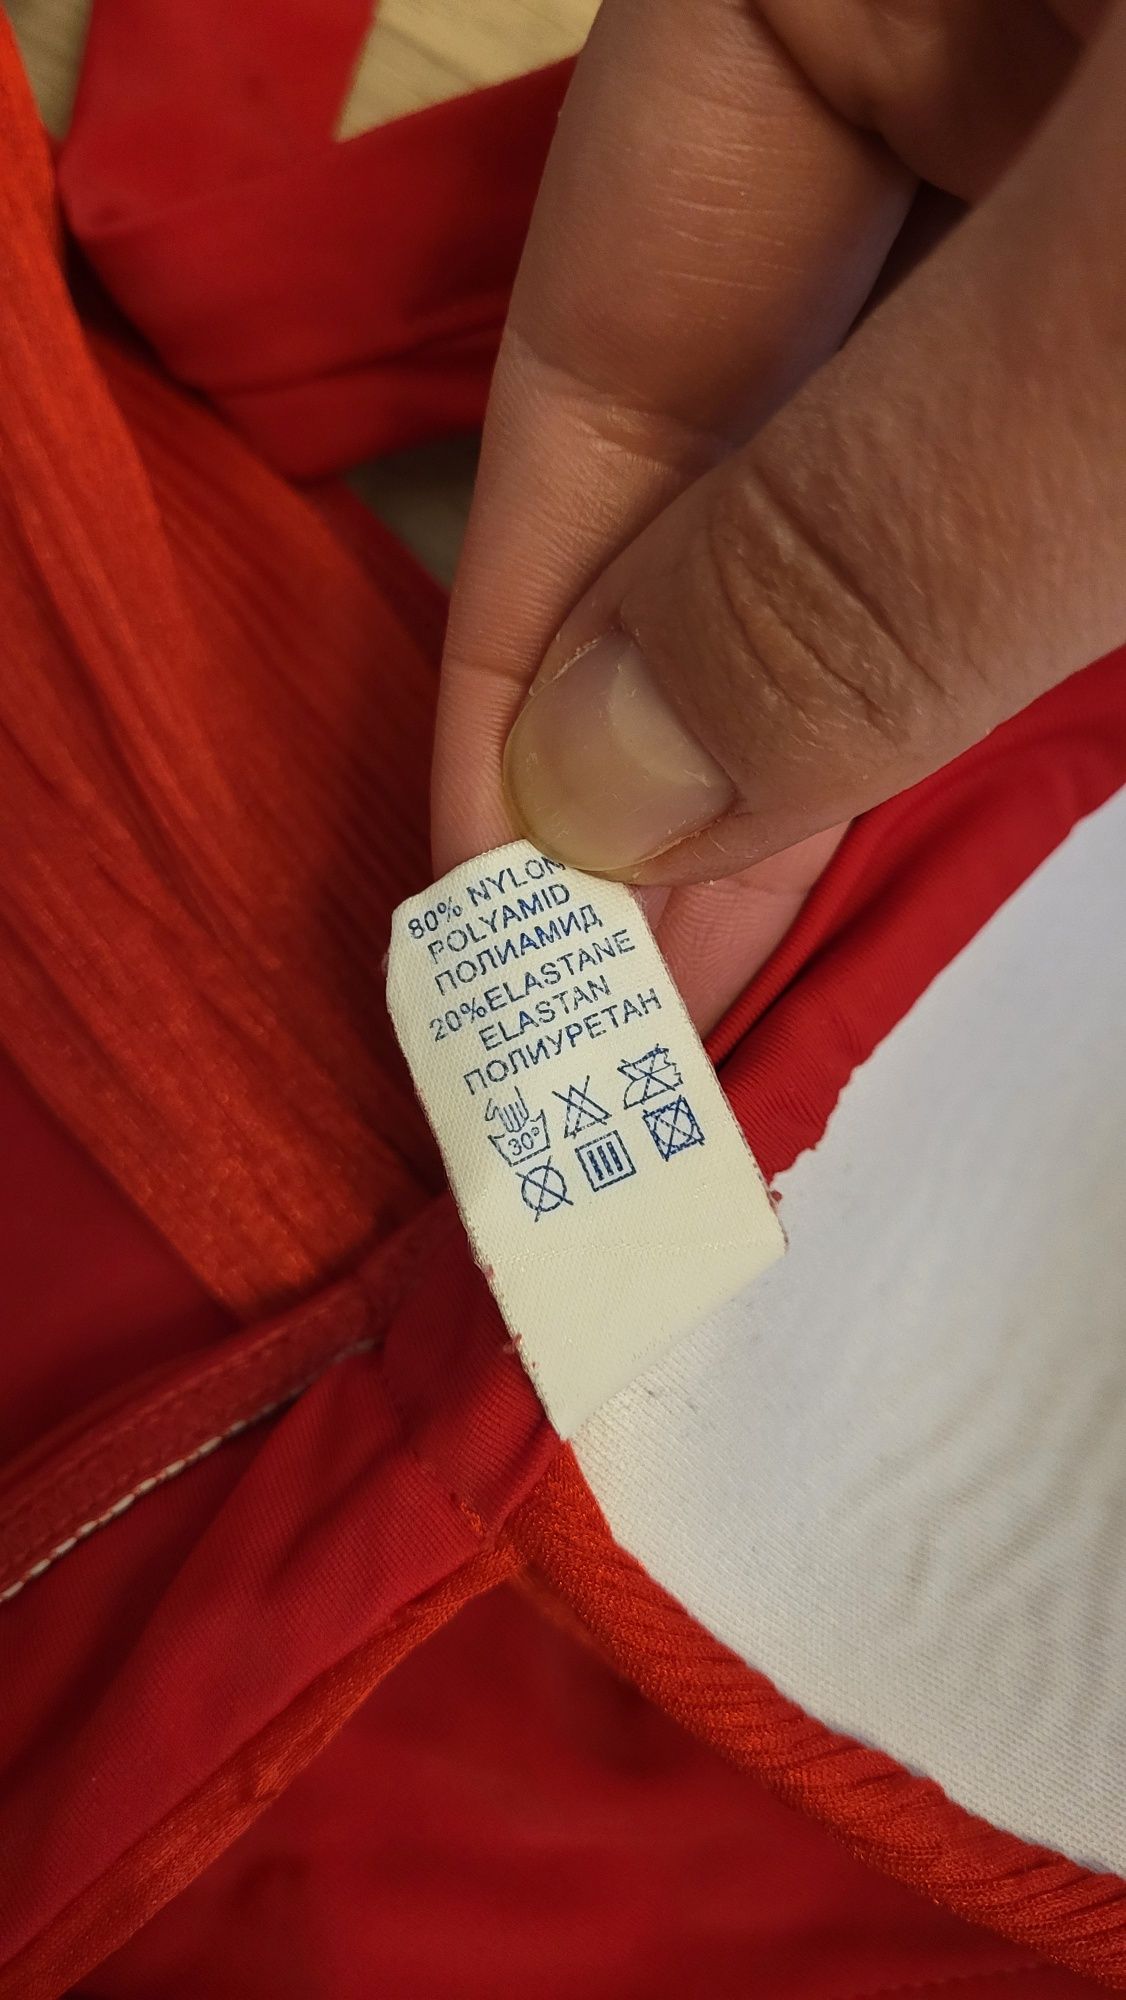 80% NYLON
POLYAMID
ПОЛИАМИД
20%ELASTANE
ELASTAN
ПОЛИУРЕТАН
30°